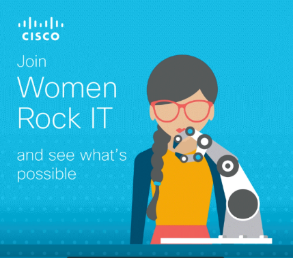 CISCO
Join
Women
Rock IT
and see what's
possible